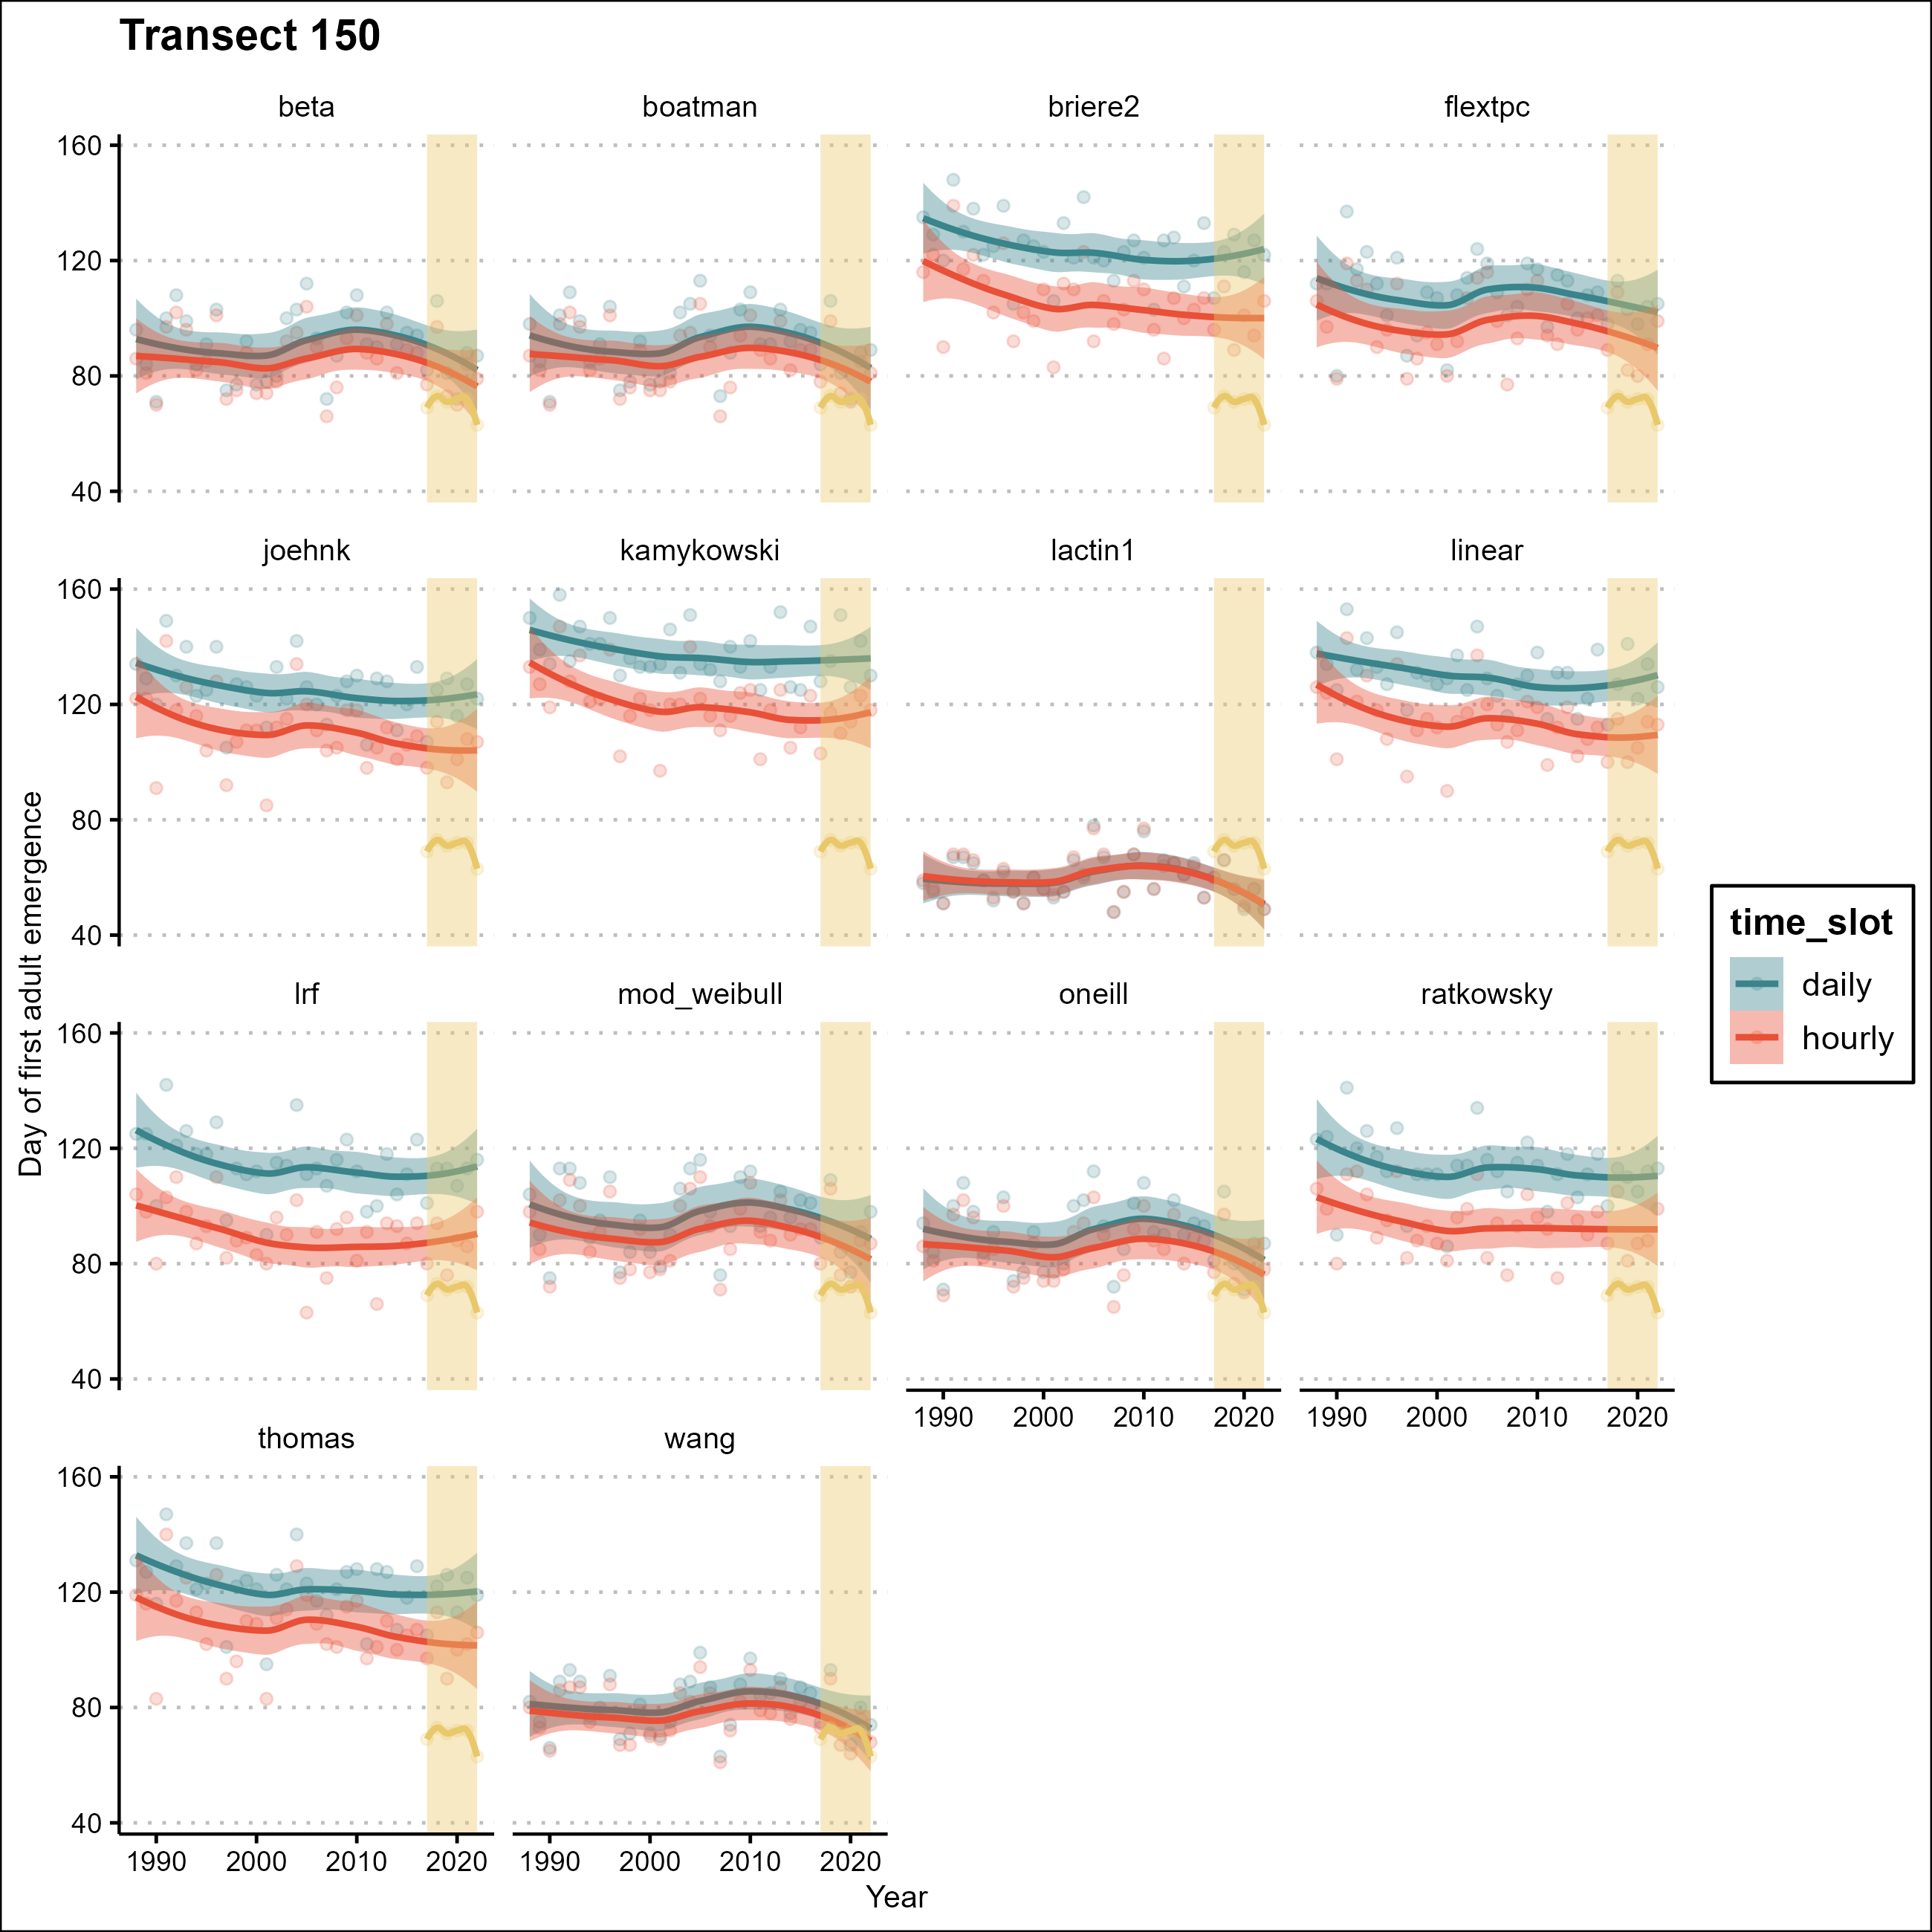 Transect 150
beta boatman briere2 flextpc
160
120
80
40
joehnk kamykowski lactin1 linear
160
120
80
40
lrf mod_weibull oneill ratkowsky
160
120
80
40
1990 2000 2010 2020 1990 2000 2010 2020
thomas wang
160
120
80
40
1990 2000 2010 2020 1990 2000 2010 2020
Year
Day of first adult emergence
time_slot
daily
hourly